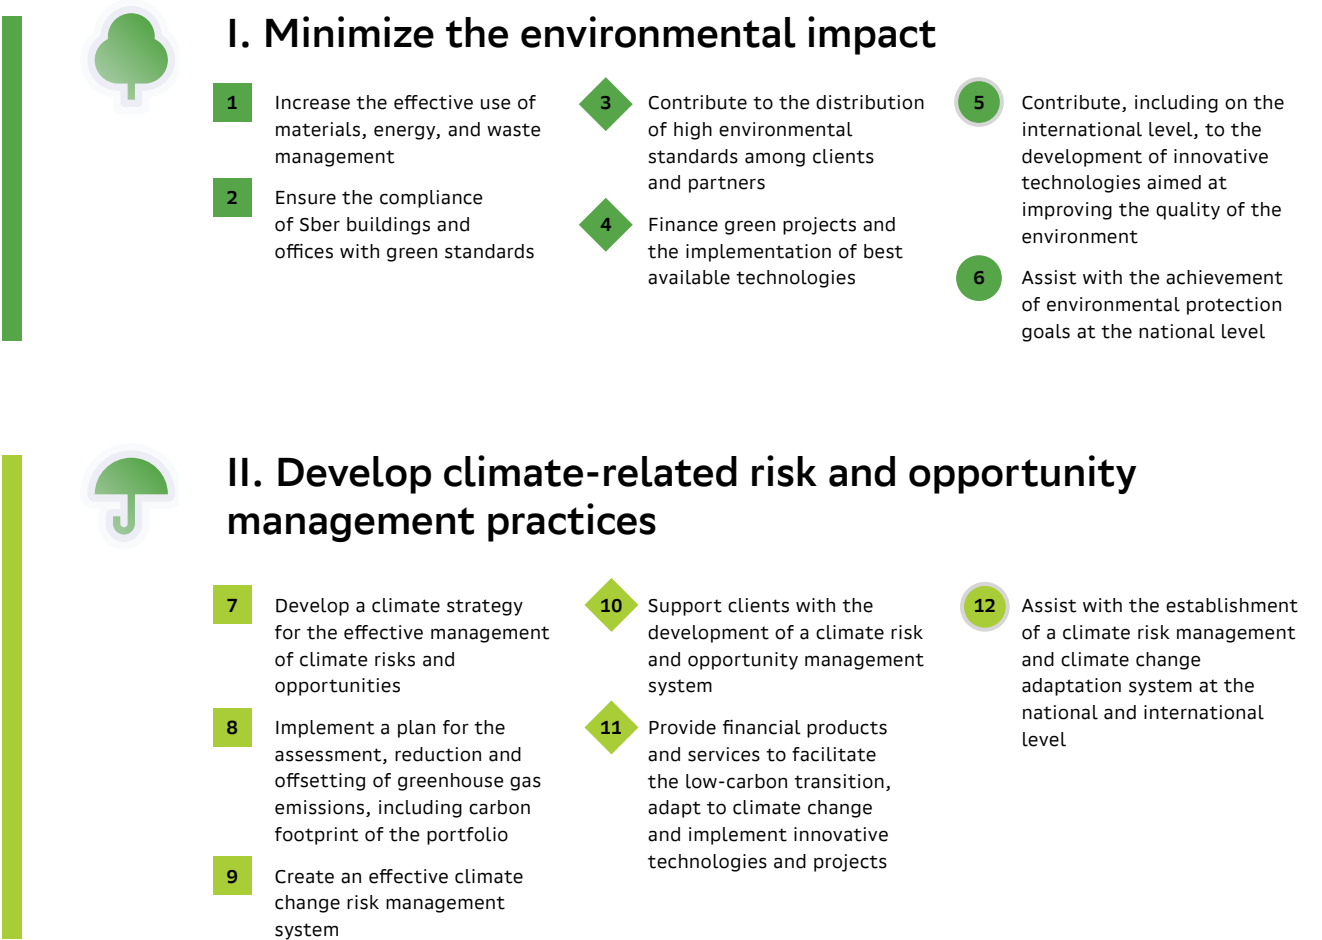 I. Minimize the environmental impact
1
Increase the effective use of
materials, energy, and waste
management
2
Ensure the compliance
of Sber buildings and
offices with green standards
3
Contribute to the distribution
of high environmental
standards among clients
and partners
4
Finance green projects and
the implementation of best
available technologies
5
Contribute, including on the
international level, to the
development of innovative
technologies aimed at
improving the quality of the
environment
6
Assist with the achievement
of environmental protection
goals at the national level
II. Develop climate-related risk and opportunity
management practices
7
Develop a climate strategy
for the effective management
of climate risks and
opportunities
8
Implement a plan for the
assessment, reduction and
offsetting of greenhouse gas
emissions, including carbon
footprint of the portfolio
9
Create an effective climate
change risk management
system
10
Support clients with the
development of a climate risk
and opportunity management
system
11
Provide financial products
and services to facilitate
the low-carbon transition,
adapt to climate change
and implement innovative
technologies and projects
12
Assist with the establishment
of a climate risk management
and climate change
adaptation system at the
national and international
level